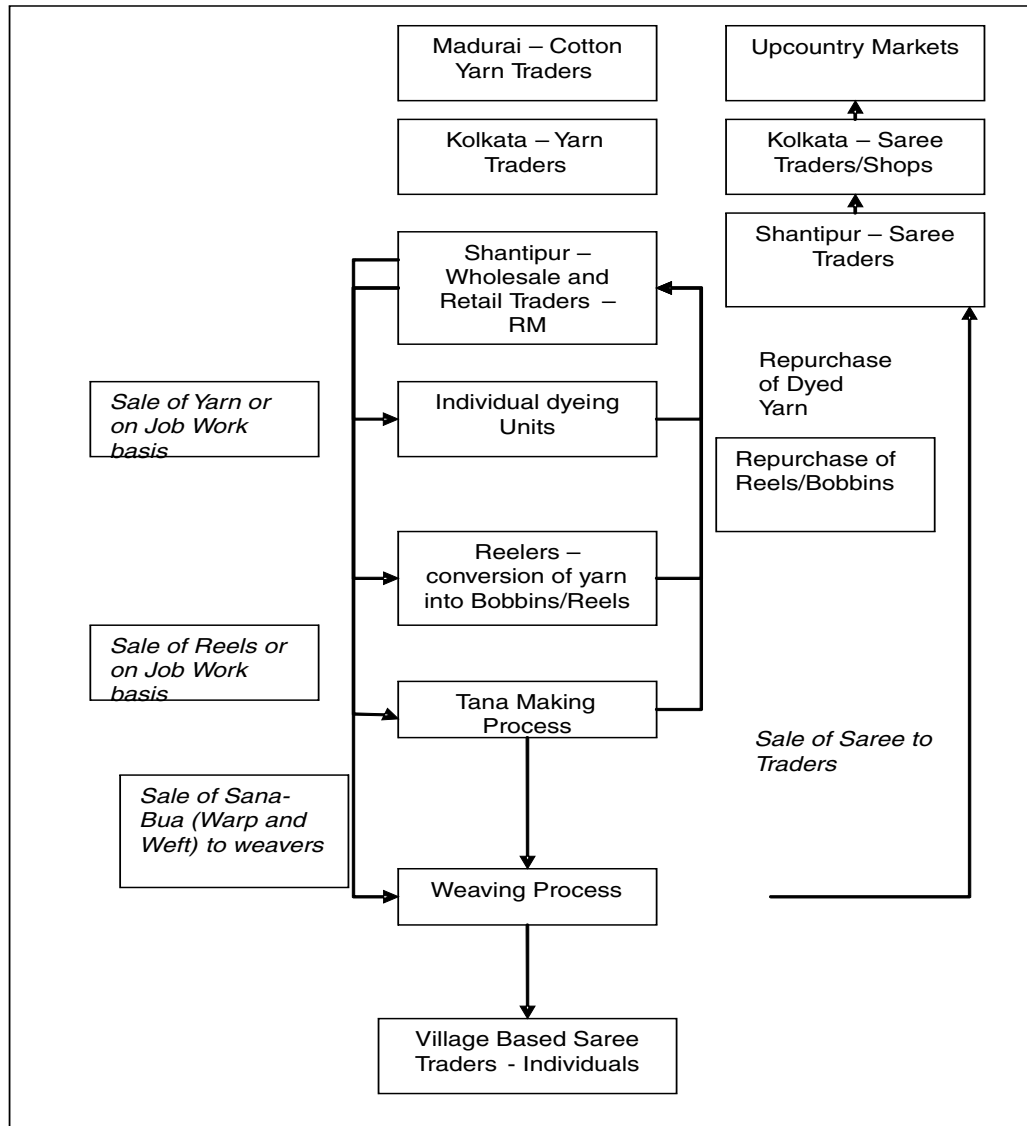 Madurai – Cotton
Yarn Traders
Upcountry Markets
Kolkata – Yarn
Traders
Kolkata – Saree
Traders/Shops
Shantipur – Saree
Traders
Shantipur –
Wholesale and
Retail Traders –
RM
Repurchase
of Dyed
Yarn
Sale of Yarn or
on Job Work
basis
Individual dyeing
Units
Repurchase of
Reels/Bobbins
Reelers –
conversion of yarn
into Bobbins/Reels
Sale of Reels or
on Job Work
basis
Tana Making
Process
Sale of Saree to
Traders
Sale of Sana-
Bua (Warp and
Weft) to weavers
Weaving Process
Village Based Saree
Traders - Individuals